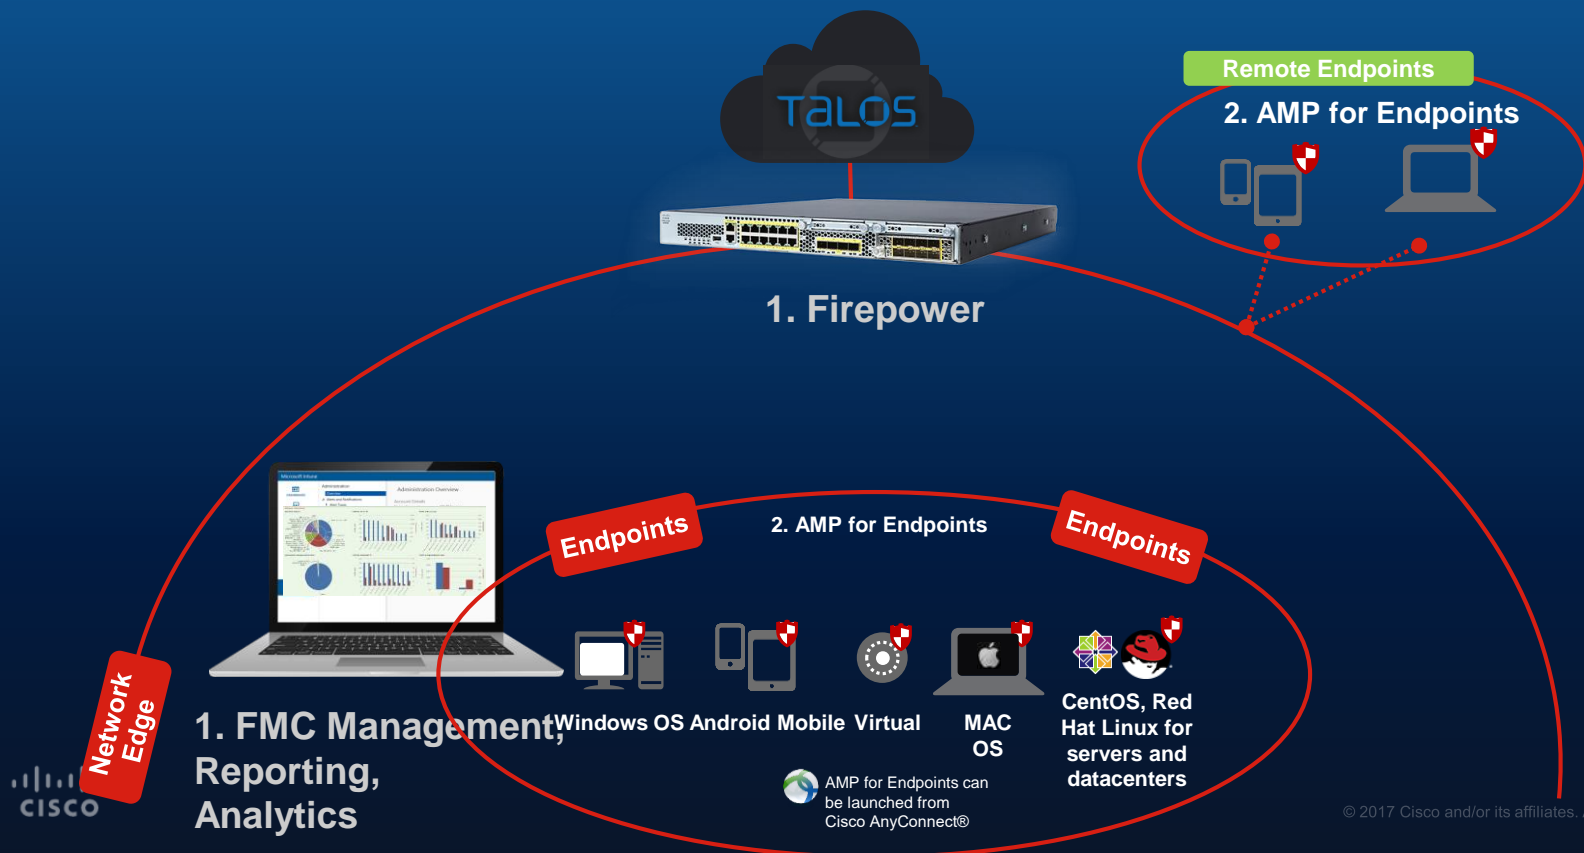 TALOS
Remote Endpoints
2. AMP for Endpoints
1. Firepower
Administration Overview
Endpoints
2. AMP for Endpoints
Endpoints
Network
Edge
1. FMC Management,
Reporting,
Analytics
Windows OS
Android Mobile
Virtual
MAC
OS
CentOS, Red
Hat Linux for
servers and
datacenters
AMP for Endpoints can
be launched from
Cisco AnyConnect®
CISCO
© 2017 Cisco and/or its affiliates.